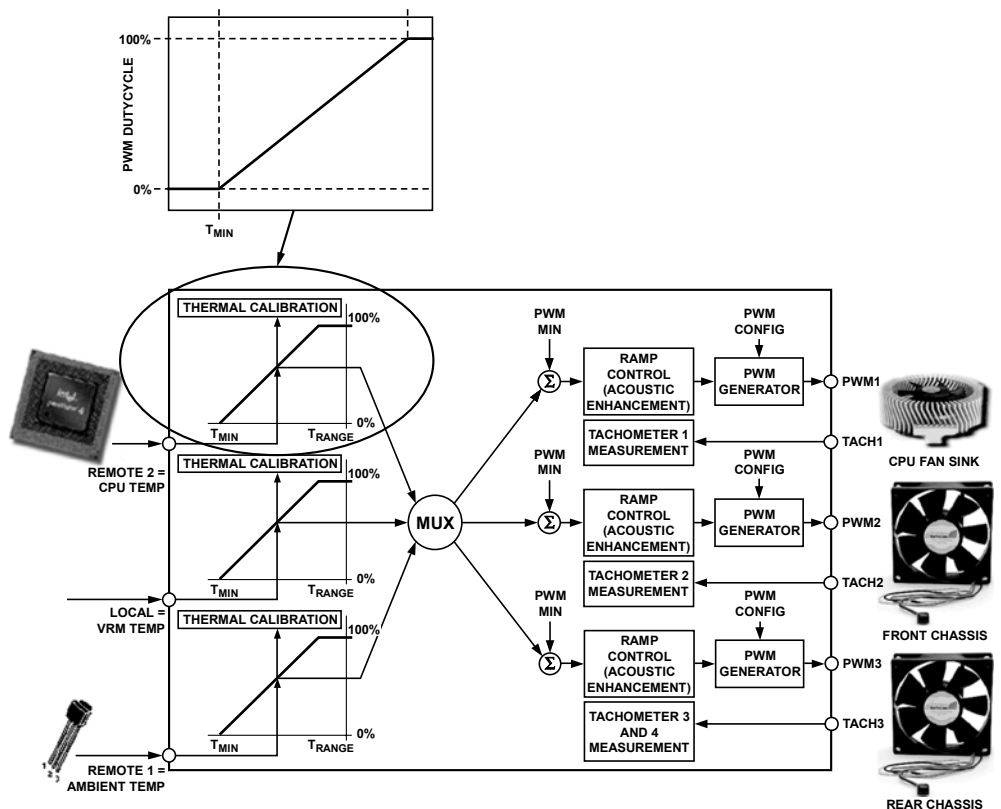 100%
PWM DUTYCYCLE
0%
TMIN
THERMAL CALIBRATION
100%
TMIN
TRANGE
0%
REMOTE 2 =
CPU TEMP
THERMAL CALIBRATION
100%
TMIN
TRANGE
0%
LOCAL =
VRM TEMP
THERMAL CALIBRATION
100%
TMIN
TRANGE
0%
REMOTE 1 =
AMBIENT TEMP
intel
1 2 3
MUX
PWM
MIN
Σ
RAMP
CONTROL
(ACOUSTIC
ENHANCEMENT)
PWM
CONFIG
PWM
GENERATOR
PWM1
TACHOMETER 1
MEASUREMENT
TACH1
CPU FAN SINK
PWM
MIN
Σ
RAMP
CONTROL
(ACOUSTIC
ENHANCEMENT)
PWM
CONFIG
PWM
GENERATOR
PWM2
TACHOMETER 2
MEASUREMENT
TACH2
FRONT CHASSIS
PWM
MIN
Σ
RAMP
CONTROL
(ACOUSTIC
ENHANCEMENT)
PWM
CONFIG
PWM
GENERATOR
PWM3
TACHOMETER 3
AND 4
MEASUREMENT
TACH3
REAR CHASSIS